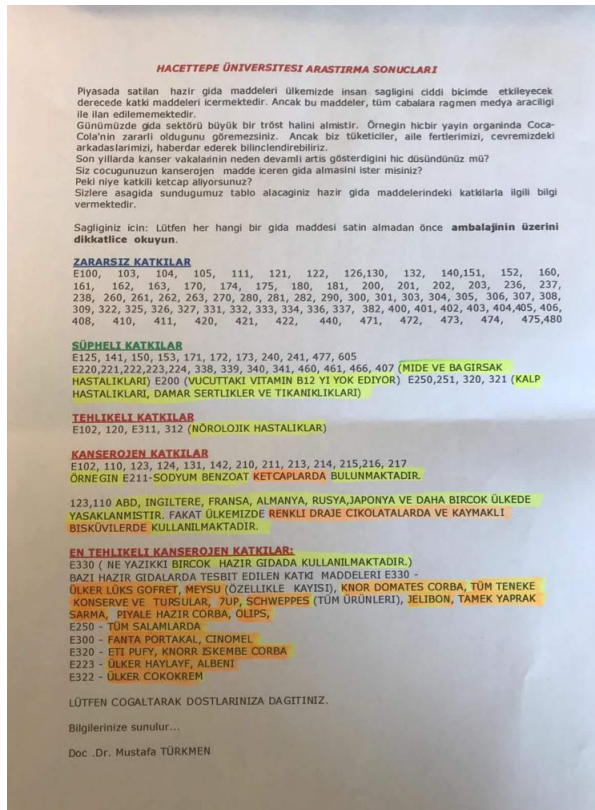 HACETTEPE ÜNIVERSITESI ARASTIRMA SONUCLARI
Piyasada satilan hazir gida maddeleri ülkemizde insan sagligini ciddi bicimde etkileyecek
derecede katki maddeleri icermektedir. Ancak bu maddeler, tüm cabalara ragmen medya araciligi
ile ilan edilememektedir.
Günümüzde gida sektörü büyük bir tröst halini almistir. Örnegin hicbir yayin organinda Coca-
Cola'nin zararli oldugunu göremezsiniz. Ancak biz tüketiciler, aile fertlerimizi, cevremizdeki
arkadaslarimizi, haberdar ederek bilinclendirebiliriz.
Son yillarda kanser vakalarinin neden devamli artis gösterdigini hic düsündünüz mü?
Siz cocugunuzun kanserojen madde iceren gida almasini ister misiniz?
Peki niye katkili ketcap aliyorsunuz?
Sizlere asagida sundugumuz tablo alacaginiz hazir gida maddelerindeki katkilarla ilgili bilgi
vermektedir.
Sagliginiz icin: Lütfen her hangi bir gida maddesi satin almadan önce ambalajinin üzerini
dikkatlice okuyun.
ZARARSIZ KATKILAR
E100, 103, 104, 105, 111, 121, 122, 126,130, 132, 140,151, 152, 160,
161, 162, 163, 170, 174, 175, 180, 181, 200, 201, 202, 203, 236, 237,
238, 260, 261, 262, 263, 270, 280, 281, 282, 290, 300, 301, 303, 304, 305, 306, 307, 308,
309, 322, 325, 326, 327, 331, 332, 333, 334, 336, 337, 382, 400, 401, 402, 403, 404,405, 406,
408, 410, 411, 420, 421, 422, 440, 471, 472, 473, 474, 475,480
SÜPHELI KATKILAR
E125, 141, 150, 153, 171, 172, 173, 240, 241, 477, 605
E220,221,222,223,224, 338, 339, 340, 341, 460, 461, 466, 407 (MIDE VE BAGIRSAK
HASTALIKLARI) E200 (VUCUTTAKI VITAMIN B12 YI YOK EDIYOR) E250,251, 320, 321 (KALP
HASTALIKLARI, DAMAR SERTLIKLER VE TIKANIKLIKLARI)
TEHLIKELI KATKILAR
E102, 120, E311, 312 (NÖROLOJIK HASTALIKLAR)
KANSEROJEN KATKILAR
E102, 110, 123, 124, 131, 142, 210, 211, 213, 214, 215,216, 217
ÖRNEGIN E211-SODYUM BENZOAT KETCAPLARDA BULUNMAKTADIR.
123,110 ABD, INGILTERE, FRANSA, ALMANYA, RUSYA,JAPONYA VE DAHA BIRCOK ÜLKEDE
YASAKLANMISTIR. FAKAT ÜLKEMIZDE RENKLI DRAJE CIKOLATALARDA VE KAYMAKLI
BISKÜVILERDE KULLANILMAKTADIR.
EN TEHLIKELI KANSEROJEN KATKILAR:
E330 ( NE YAZIKKI BIRCOK HAZIR GIDADA KULLANILMAKTADIR.)
BAZI HAZIR GIDALARDA TESBIT EDILEN KATKI MADDELERI E330 -
ÜLKER LÜKS GOFRET, MEYSU (ÖZELLIKLE KAYISI), KNOR DOMATES CORBA, TÜM TENEKE
KONSERVE VE TURSULAR, 7UP, SCHWEPPES (TÜM ÜRÜNLERI), JELIBON, TAMEK YAPRAK
SARMA, PIYALE HAZIR CORBA, OLIPS,
E250 - TÜM SALAMLARDA
E300 - FANTA PORTAKAL, CINOMEL
E320 - ETI PUFY, KNORR ISKEMBE CORBA
E223 - ÜLKER HAYLAYF, ALBENI
E322 - ÜLKER COKOKREM
LÜTFEN COGALTARAK DOSTLARINIZA DAGITINIZ.
Bilgilerinize sunulur...
Doc .Dr. Mustafa TÜRKMEN